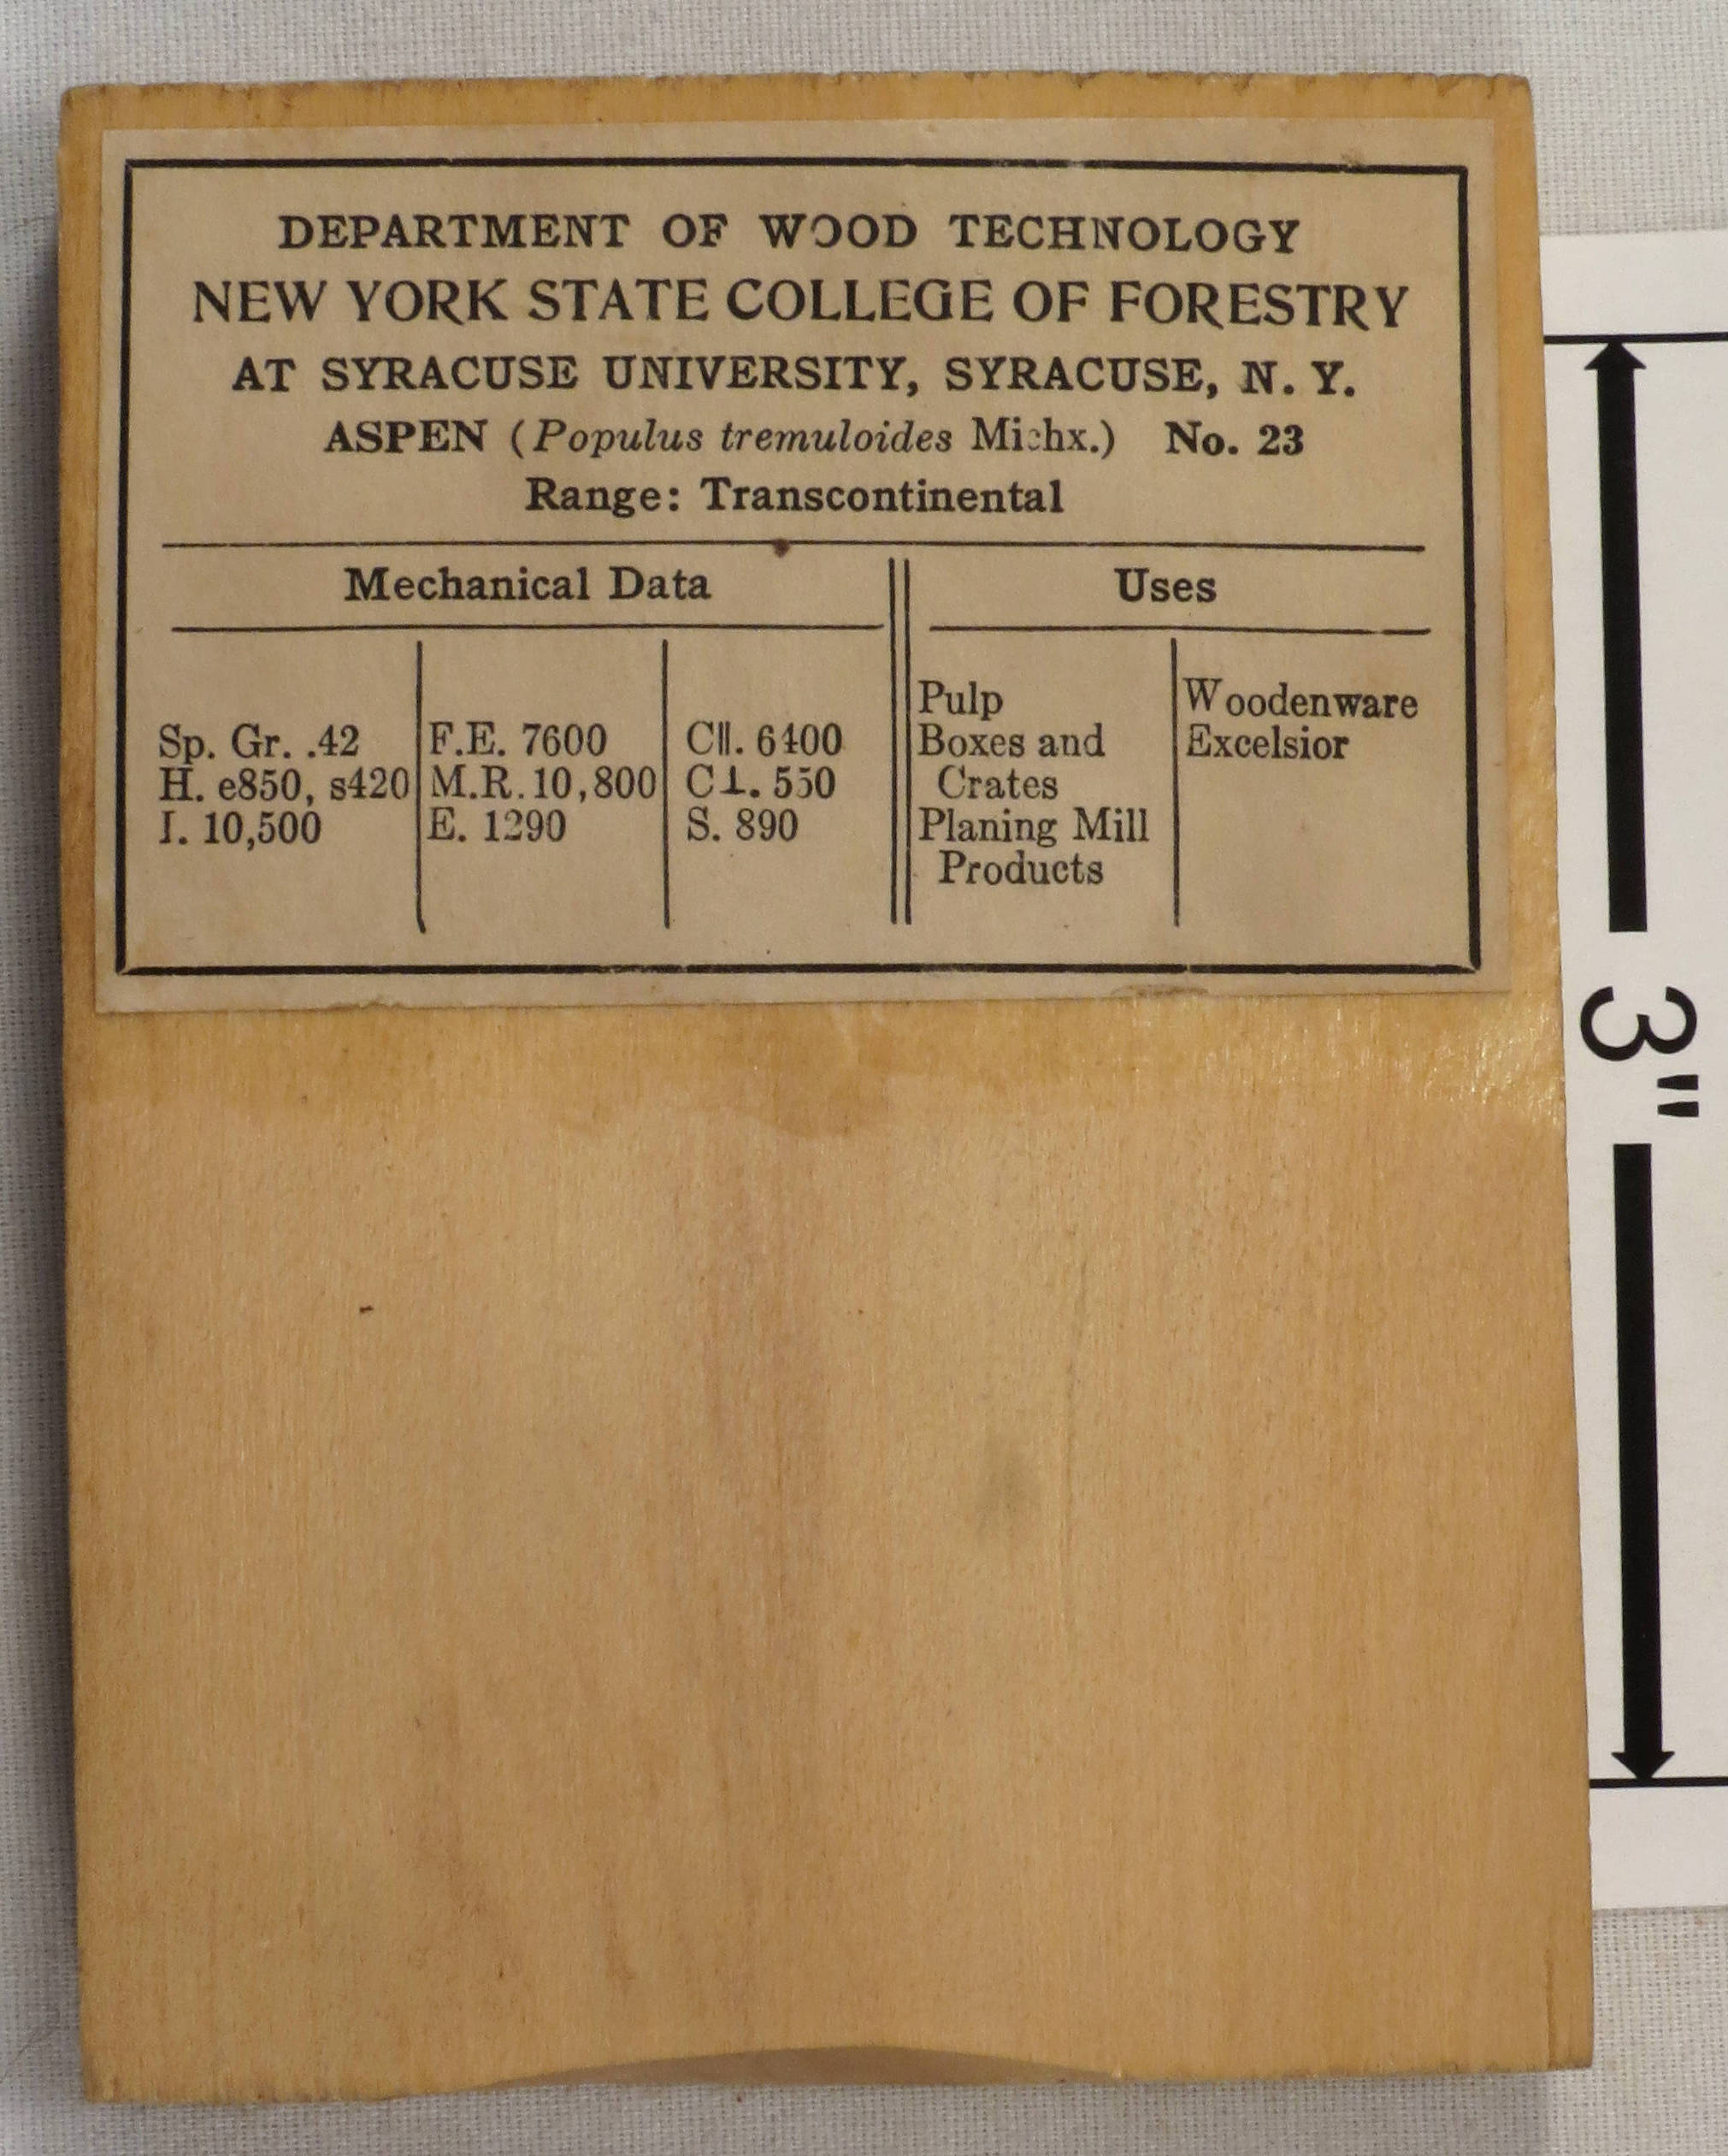 DEPARTMENT OF WOOD TECHNOLOGY
NEW YORK STATE COLLEGE OF FORESTRY
AT SYRACUSE UNIVERSITY, SYRACUSE, N. Y.
ASPEN (Populus tremuloides Michx.) No. 23
Range: Transcontinental
Mechanical Data
Sp. Gr. .42
H. e850, s420
I. 10,500
F.E. 7600
M.R. 10,800
E. 1290
C||. 6400
C⊥. 550
S. 890
Uses
Pulp
Boxes and
Crates
Planing Mill
Products
Woodenware
Excelsior
3"